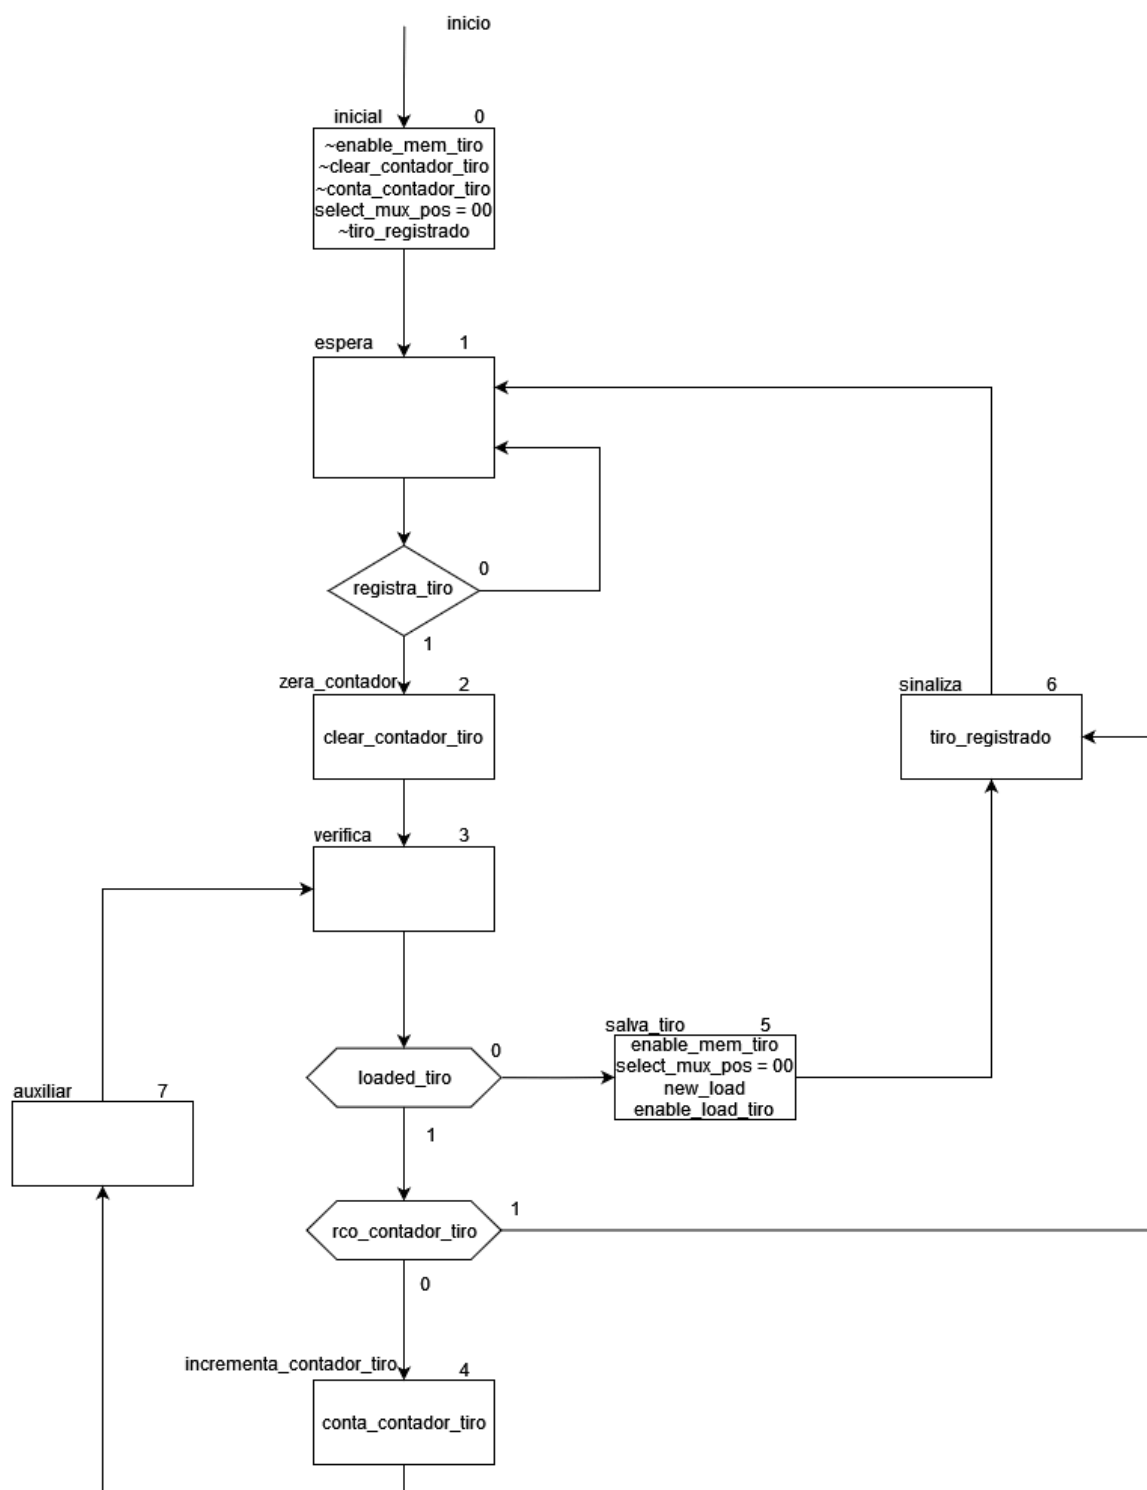 inicio
inicial 0
~enable_mem_tiro
~clear_contador_tiro
~conta_contador_tiro
select_mux_pos = 00
~tiro_registrado
espera 1
registra_tiro
0
1
zera_contador 2
clear_contador_tiro
sinaliza 6
tiro_registrado
verifica 3
loaded_tiro
0
1
salva_tiro 5
enable_mem_tiro
select_mux_pos = 00
new_load
enable_load_tiro
auxiliar 7
rco_contador_tiro
1
0
incrementa_contador_tiro 4
conta_contador_tiro